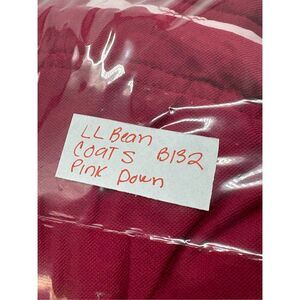 LL Bean
COATS B132
Pink Down